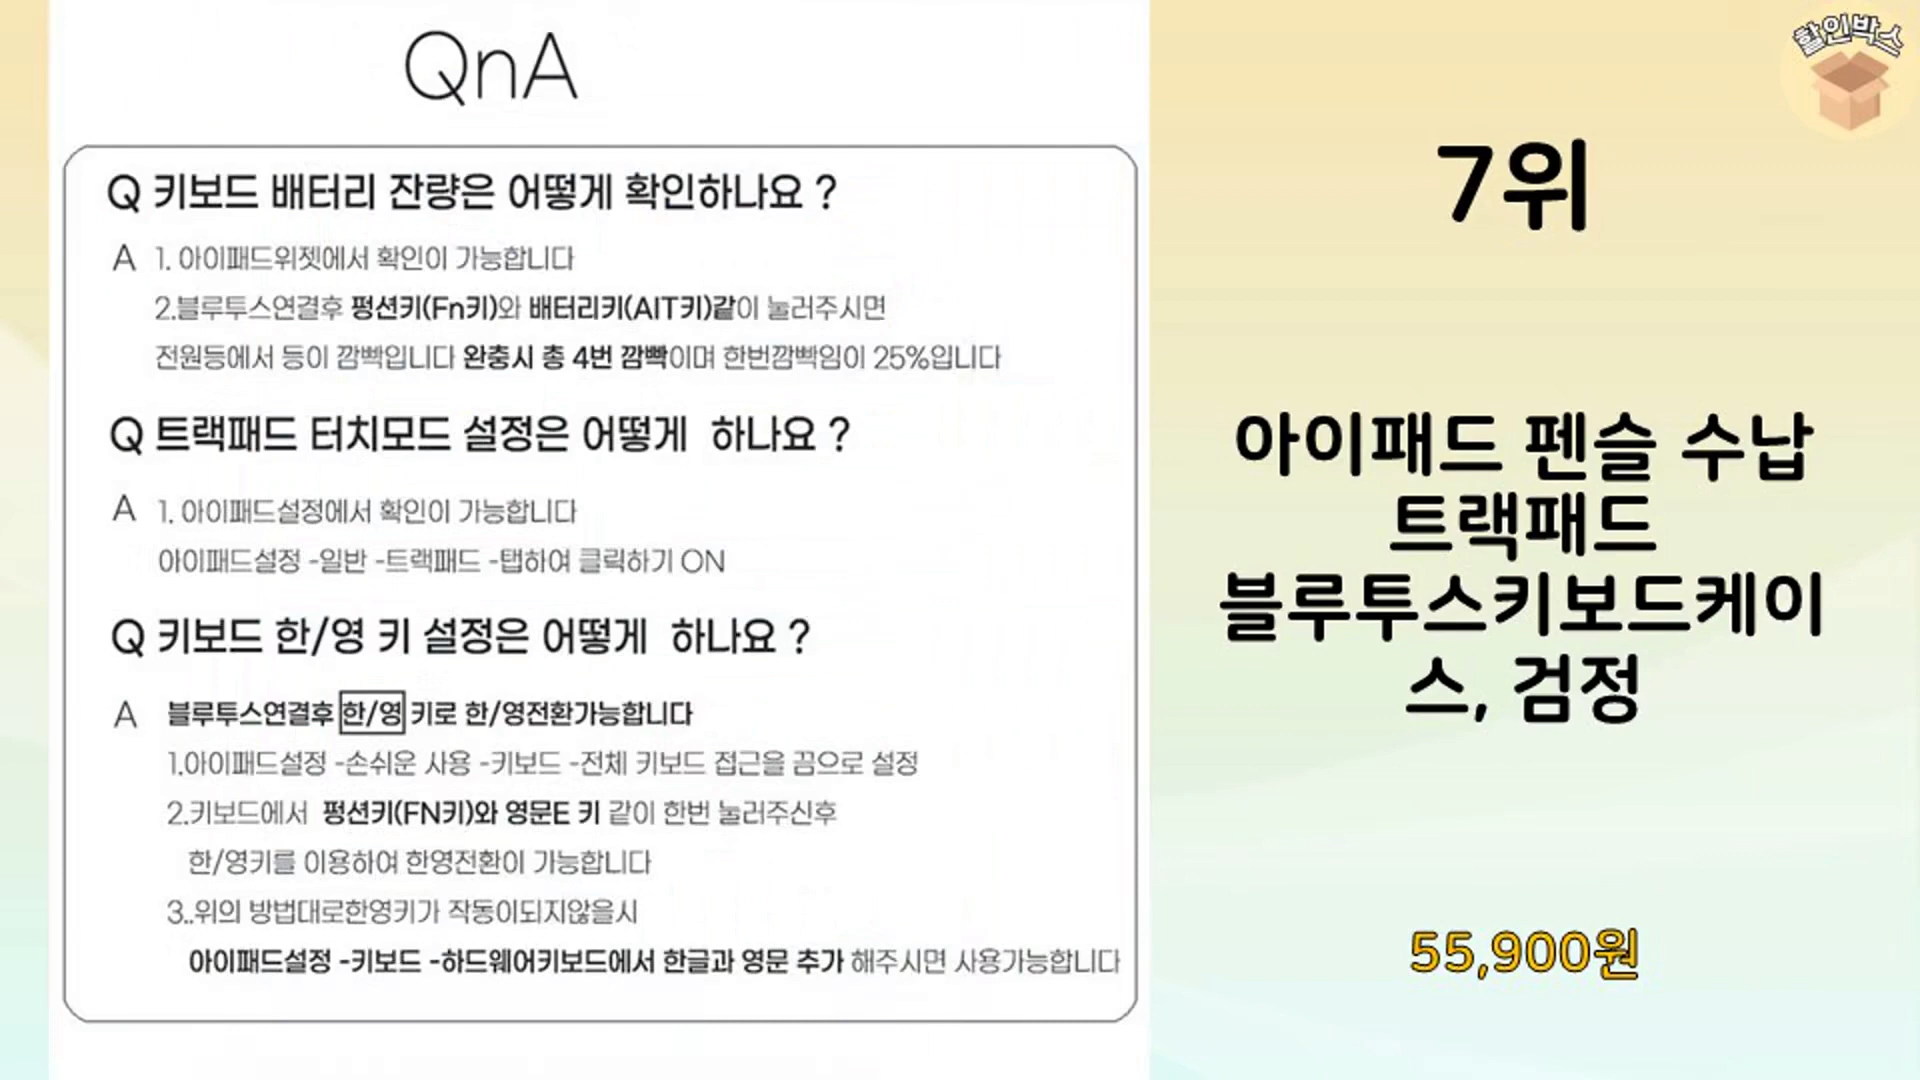 QnA
Q 키보드 배터리 잔량은 어떻게 확인하나요 ?
A 1. 아이패드위젯에서 확인이 가능합니다
2.블루투스연결후 펑션키(Fn키)와 배터리키(AIT키)같이 눌러주시면
전원등에서 등이 깜빡입니다 완충시 총 4번 깜빡이며 한번깜빡임이 25%입니다
Q 트랙패드 터치모드 설정은 어떻게 하나요 ?
A 1. 아이패드설정에서 확인이 가능합니다
아이패드설정 -일반 -트랙패드 -탭하여 클릭하기 ON
Q 키보드 한/영 키 설정은 어떻게 하나요 ?
A 블루투스연결후 한/영 키로 한/영전환가능합니다
1.아이패드설정 -손쉬운 사용 -키보드 -전체 키보드 접근을 끔으로 설정
2.키보드에서 펑션키(FN키)와 영문E 키 같이 한번 눌러주신후
한/영키를 이용하여 한영전환이 가능합니다
3..위의 방법대로한영키가 작동이되지않을시
아이패드설정 -키보드 -하드웨어키보드에서 한글과 영문 추가 해주시면 사용가능합니다
할인박스
7위
아이패드 펜슬 수납
트랙패드
블루투스키보드케이
스, 검정
55,900원